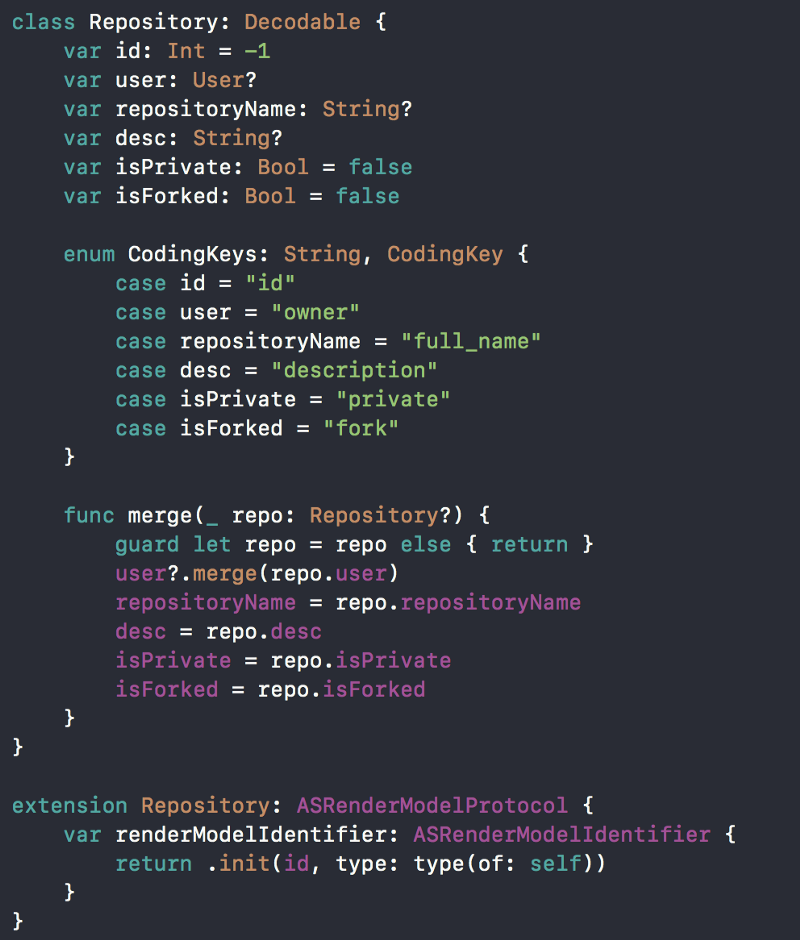 class Repository: Decodable {
    var id: Int = -1
    var user: User?
    var repositoryName: String?
    var desc: String?
    var isPrivate: Bool = false
    var isForked: Bool = false

    enum CodingKeys: String, CodingKey {
        case id = "id"
        case user = "owner"
        case repositoryName = "full_name"
        case desc = "description"
        case isPrivate = "private"
        case isForked = "fork"
    }

    func merge(_ repo: Repository?) {
        guard let repo = repo else { return }
        user?.merge(repo.user)
        repositoryName = repo.repositoryName
        desc = repo.desc
        isPrivate = repo.isPrivate
        isForked = repo.isForked
    }
}

extension Repository: ASRenderModelProtocol {
    var renderModelIdentifier: ASRenderModelIdentifier {
        return .init(id, type: type(of: self))
    }
}